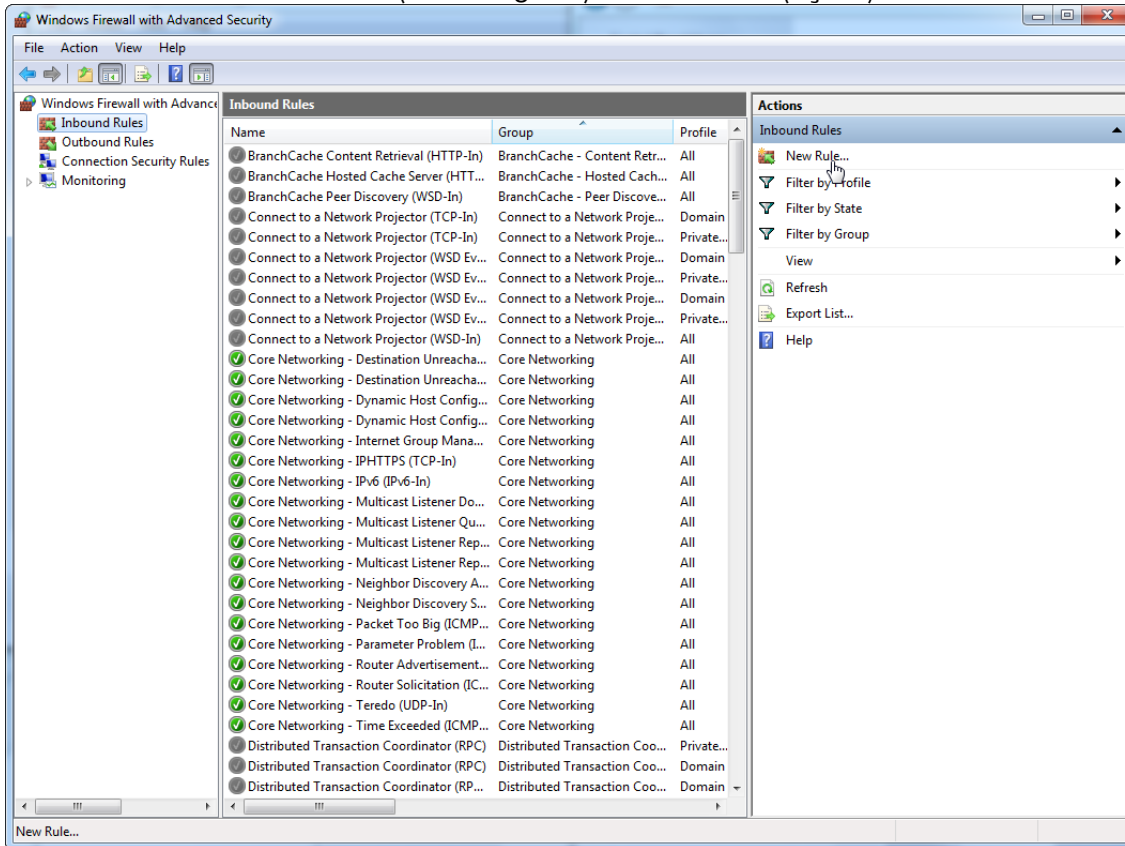 Windows Firewall with Advanced Security
File Action View Help
Windows Firewall with Advance
Inbound Rules
Outbound Rules
Connection Security Rules
Monitoring
Inbound Rules
Name Group Profile
BranchCache Content Retrieval (HTTP-In) BranchCache - Content Retr... All
BranchCache Hosted Cache Server (HTT... BranchCache - Hosted Cach... All
BranchCache Peer Discovery (WSD-In) BranchCache - Peer Discove... All
Connect to a Network Projector (TCP-In) Connect to a Network Proje... Domain
Connect to a Network Projector (TCP-In) Connect to a Network Proje... Private...
Connect to a Network Projector (WSD Ev... Connect to a Network Proje... Domain
Connect to a Network Projector (WSD Ev... Connect to a Network Proje... Private...
Connect to a Network Projector (WSD Ev... Connect to a Network Proje... Domain
Connect to a Network Projector (WSD Ev... Connect to a Network Proje... Private...
Connect to a Network Projector (WSD-In) Connect to a Network Proje... All
Core Networking - Destination Unreacha... Core Networking All
Core Networking - Destination Unreacha... Core Networking All
Core Networking - Dynamic Host Config... Core Networking All
Core Networking - Dynamic Host Config... Core Networking All
Core Networking - Internet Group Mana... Core Networking All
Core Networking - IPHTTPS (TCP-In) Core Networking All
Core Networking - IPv6 (IPv6-In) Core Networking All
Core Networking - Multicast Listener Do... Core Networking All
Core Networking - Multicast Listener Qu... Core Networking All
Core Networking - Multicast Listener Rep... Core Networking All
Core Networking - Multicast Listener Rep... Core Networking All
Core Networking - Neighbor Discovery A... Core Networking All
Core Networking - Neighbor Discovery S... Core Networking All
Core Networking - Packet Too Big (ICMP... Core Networking All
Core Networking - Parameter Problem (I... Core Networking All
Core Networking - Router Advertisement... Core Networking All
Core Networking - Router Solicitation (IC... Core Networking All
Core Networking - Teredo (UDP-In) Core Networking All
Core Networking - Time Exceeded (ICMP... Core Networking All
Distributed Transaction Coordinator (RPC) Distributed Transaction Coo... Private...
Distributed Transaction Coordinator (RPC) Distributed Transaction Coo... Domain
Distributed Transaction Coordinator (RP... Distributed Transaction Coo... Domain
Actions
Inbound Rules
New Rule...
Filter by Profile
Filter by State
Filter by Group
View
Refresh
Export List...
Help
New Rule...